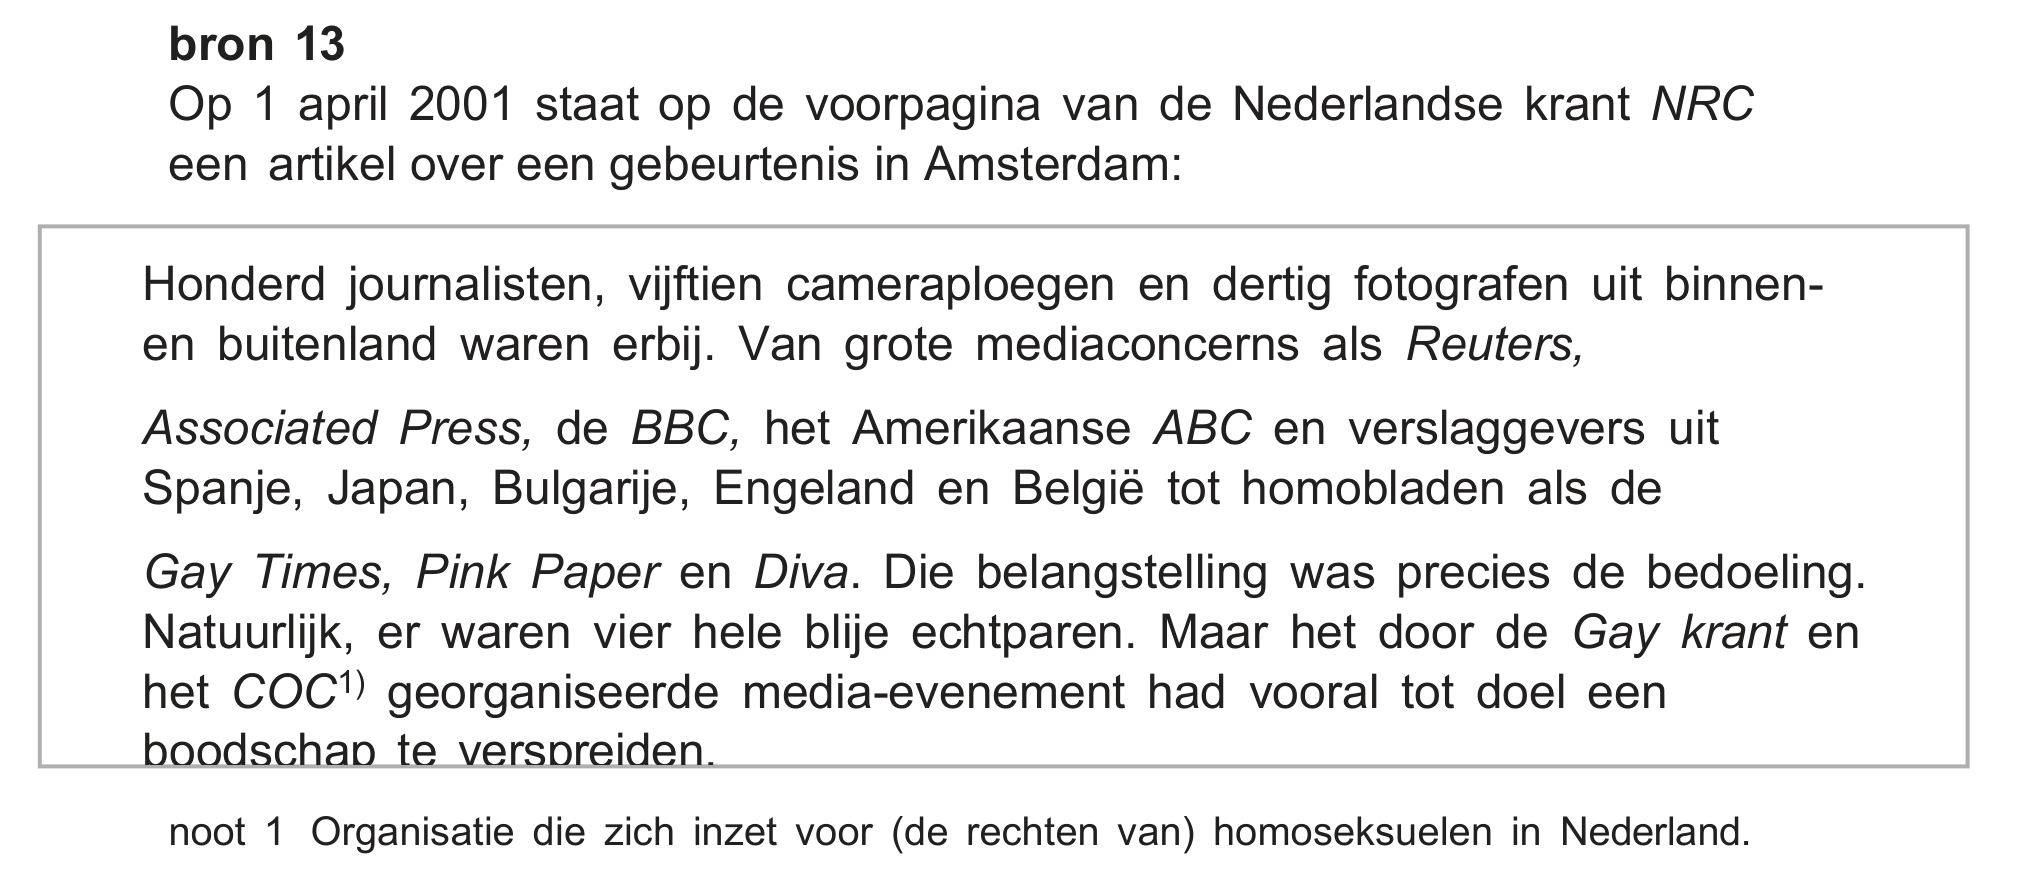 bron 13
Op 1 april 2001 staat op de voorpagina van de Nederlandse krant NRC
een artikel over een gebeurtenis in Amsterdam:
Honderd journalisten, vijftien cameraploegen en dertig fotografen uit binnen-
en buitenland waren erbij. Van grote mediaconcerns als Reuters,
Associated Press, de BBC, het Amerikaanse ABC en verslaggevers uit
Spanje, Japan, Bulgarije, Engeland en België tot homobladen als de
Gay Times, Pink Paper en Diva. Die belangstelling was precies de bedoeling.
Natuurlijk, er waren vier hele blije echtparen. Maar het door de Gay krant en
het COC1) georganiseerde media-evenement had vooral tot doel een
boodschap te verspreiden.
noot 1 Organisatie die zich inzet voor (de rechten van) homoseksuelen in Nederland.